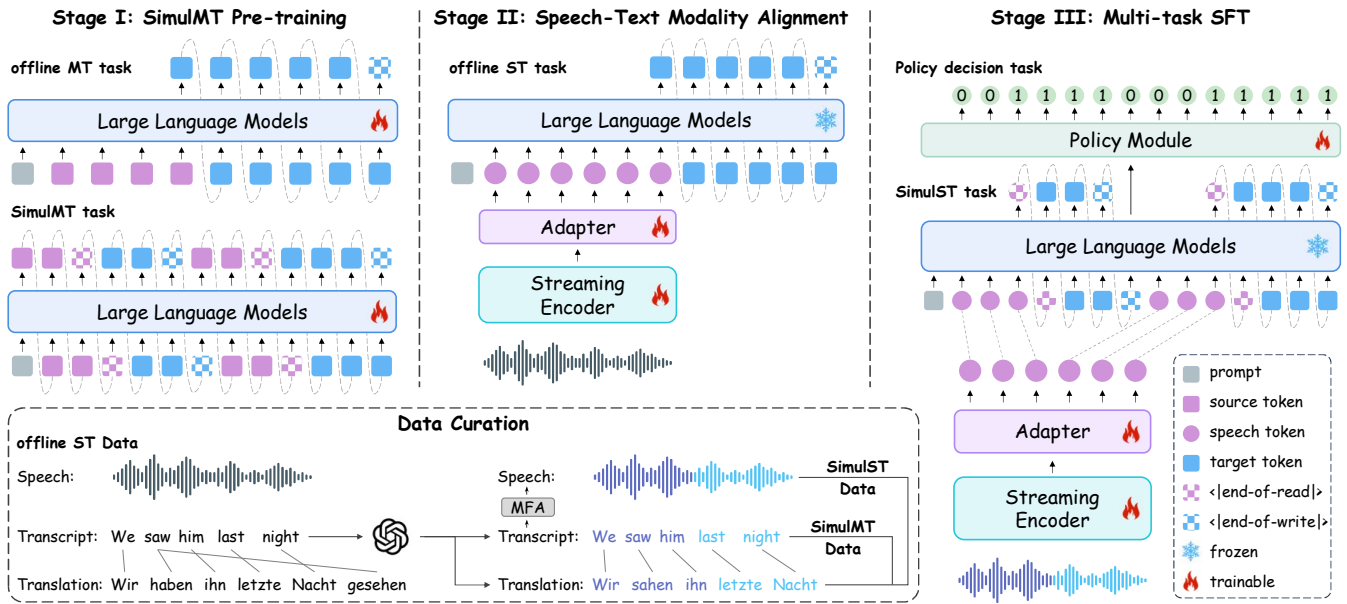 Stage I: SimulMT Pre-training
offline MT task
Large Language Models
SimulMT task
Large Language Models
Stage II: Speech-Text Modality Alignment
offline ST task
Large Language Models
Adapter
Streaming
Encoder
Stage III: Multi-task SFT
Policy decision task
0 0 1 1 1 1 0 0 0 1 1 1 1 1
Policy Module
SimulST task
Large Language Models
Adapter
Streaming
Encoder
prompt
source token
speech token
target token
<|end-of-read|>
<|end-of-write|>
frozen
trainable
Data Curation
offline ST Data
Speech:
Transcript: We saw him last night
Translation: Wir haben ihn letzte Nacht gesehen
Speech:
MFA
Transcript: We saw him last night
Translation: Wir sahen ihn letzte Nacht
SimulST
Data
SimulMT
Data